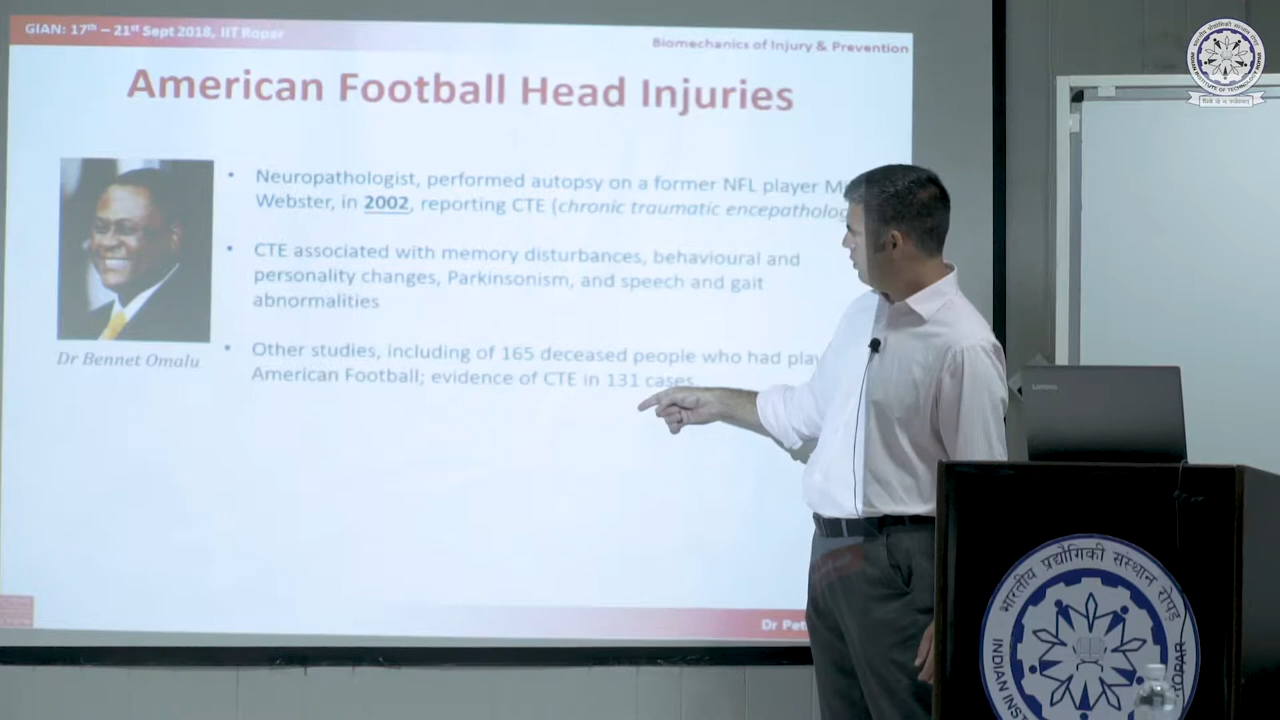 GIAN: 17th – 21st Sept 2018, IIT Ropar
Biomechanics of Injury & Prevention
American Football Head Injuries
• Neuropathologist, performed autopsy on a former NFL player
Webster, in 2002, reporting CTE (chronic traumatic
• CTE associated with memory disturbances, behavioural and
personality changes, Parkinsonism, and speech and gait
abnormalities
Dr Bennet Omalu
• Other studies, including of 165 deceased people who had
American Football; evidence of CTE in 131 cases
Dr
Lenovo
भारतीय प्रद्यौगिकी संस्थान रोपड़
INDIAN
ROPAR
INDIAN INSTITUTE OF TECHNOLOGY